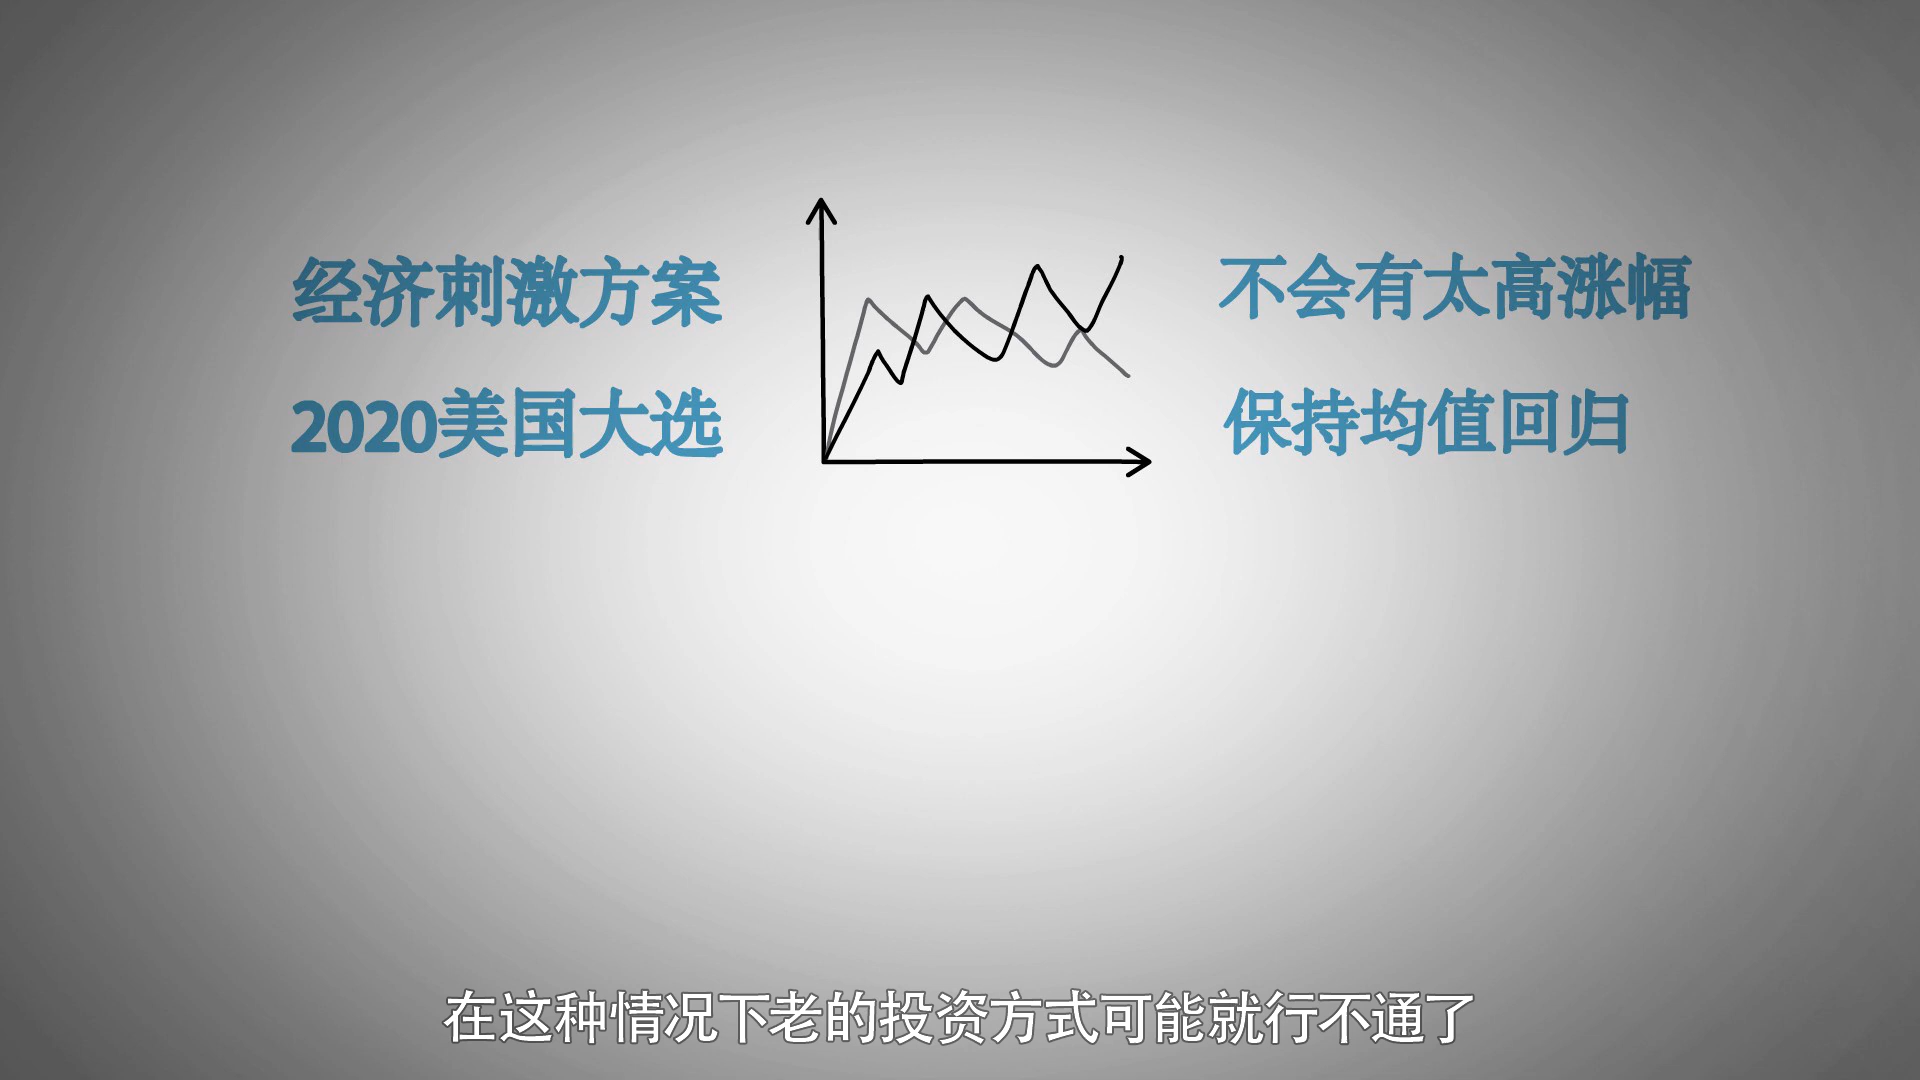 经济刺激方案
2020美国大选
不会有太高涨幅
保持均值回归
在这种情况下老的投资方式可能就行不通了